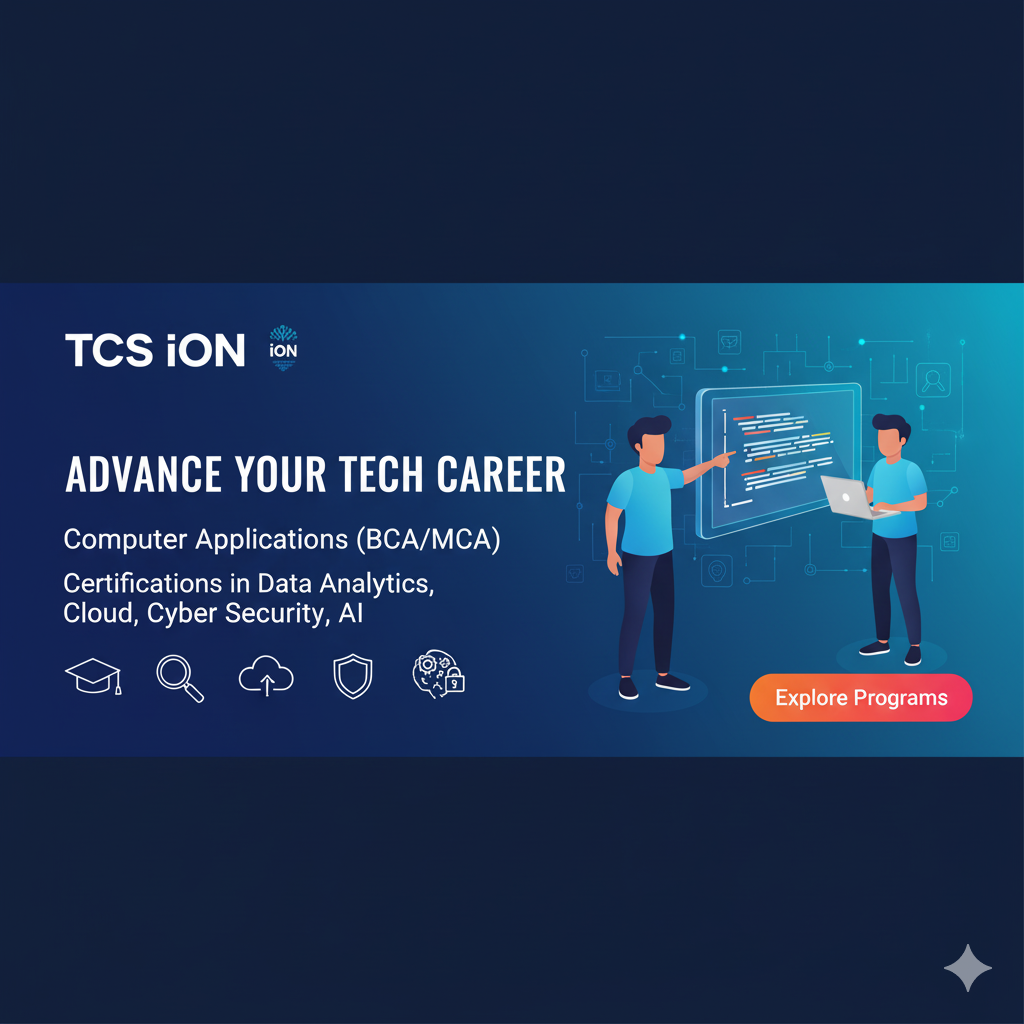 TCS iON
iON
ADVANCE YOUR TECH CAREER
Computer Applications (BCA/MCA)
Certifications in Data Analytics,
Cloud, Cyber Security, AI
Explore Programs